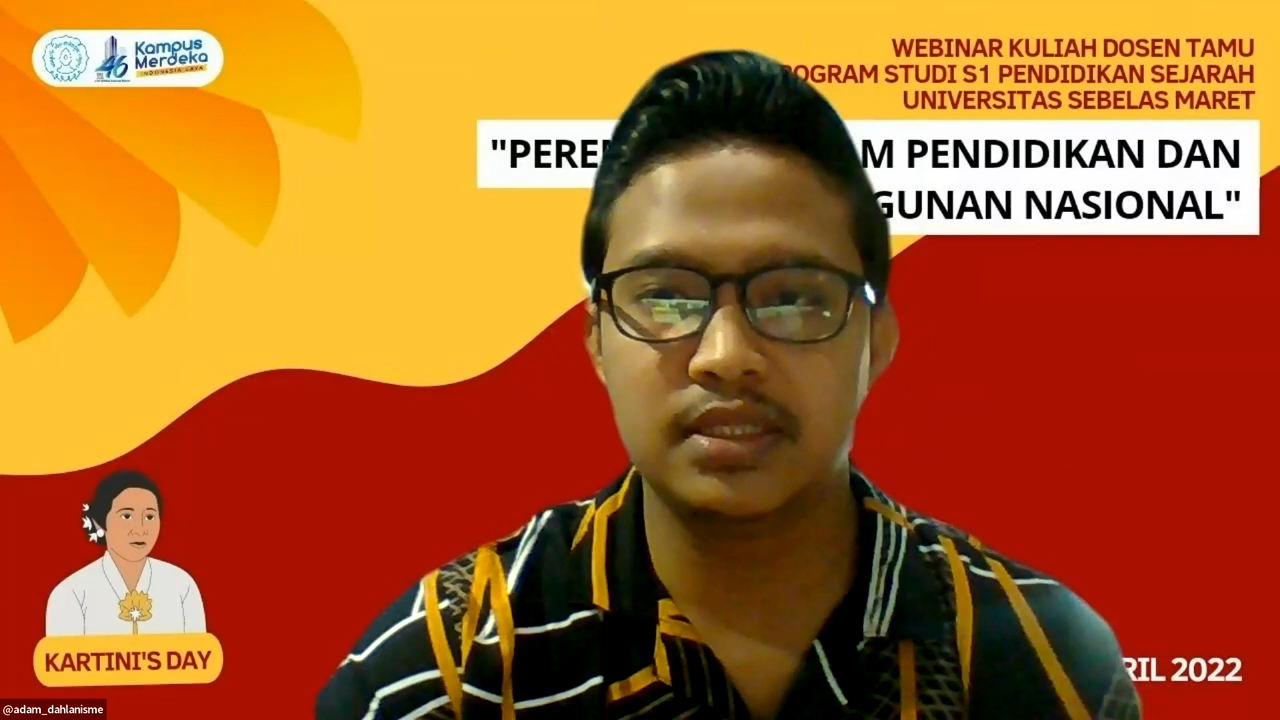 Kampus
Merdeka
INDONESIA JAYA
46
WEBINAR KULIAH DOSEN TAMU
OGRAM STUDI S1 PENDIDIKAN SEJARAH
UNIVERSITAS SEBELAS MARET
"PERE M PENDIDIKAN DAN
GUNAN NASIONAL"
KARTINI'S DAY
RIL 2022
@adam_dahlanisme